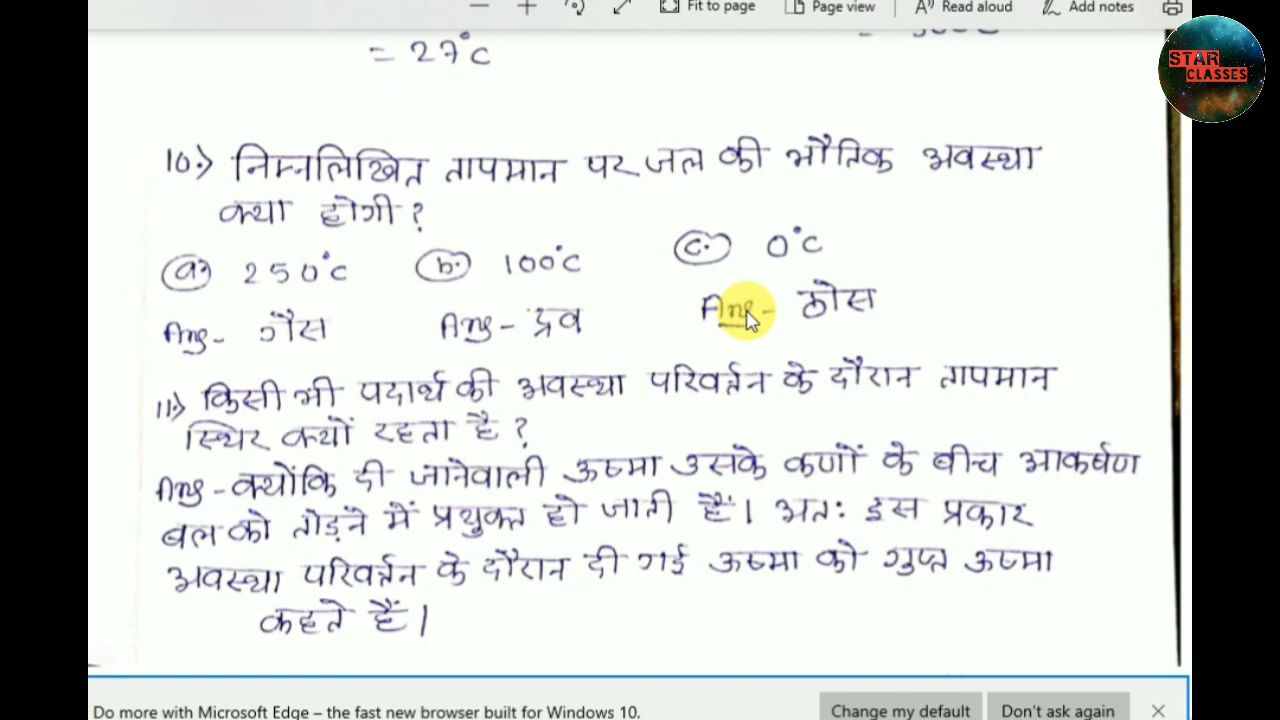 Fit to page Page view Read aloud Add notes
= 27°C
STAR
CLASSES
10.) निम्नलिखित तापमान पर जल की भौतिक अवस्था
क्या होगी ?
(a.) 250°C (b.) 100°C (c.) 0°C
Ans- गैस Ans - द्रव Ans - ठोस
11.) किसी भी पदार्थ की अवस्था परिवर्तन के दौरान तापमान
स्थिर क्यों रहता है ?
Ans - क्योंकि दी जानेवाली ऊष्मा उसके कणों के बीच आकर्षण
बल को तोड़ने में प्रयुक्त हो जाती हैं। अतः इस प्रकार
अवस्था परिवर्तन के दौरान दी गई ऊष्मा को गुप्त ऊष्मा
कहते हैं।
Do more with Microsoft Edge – the fast new browser built for Windows 10. Change my default Don't ask again